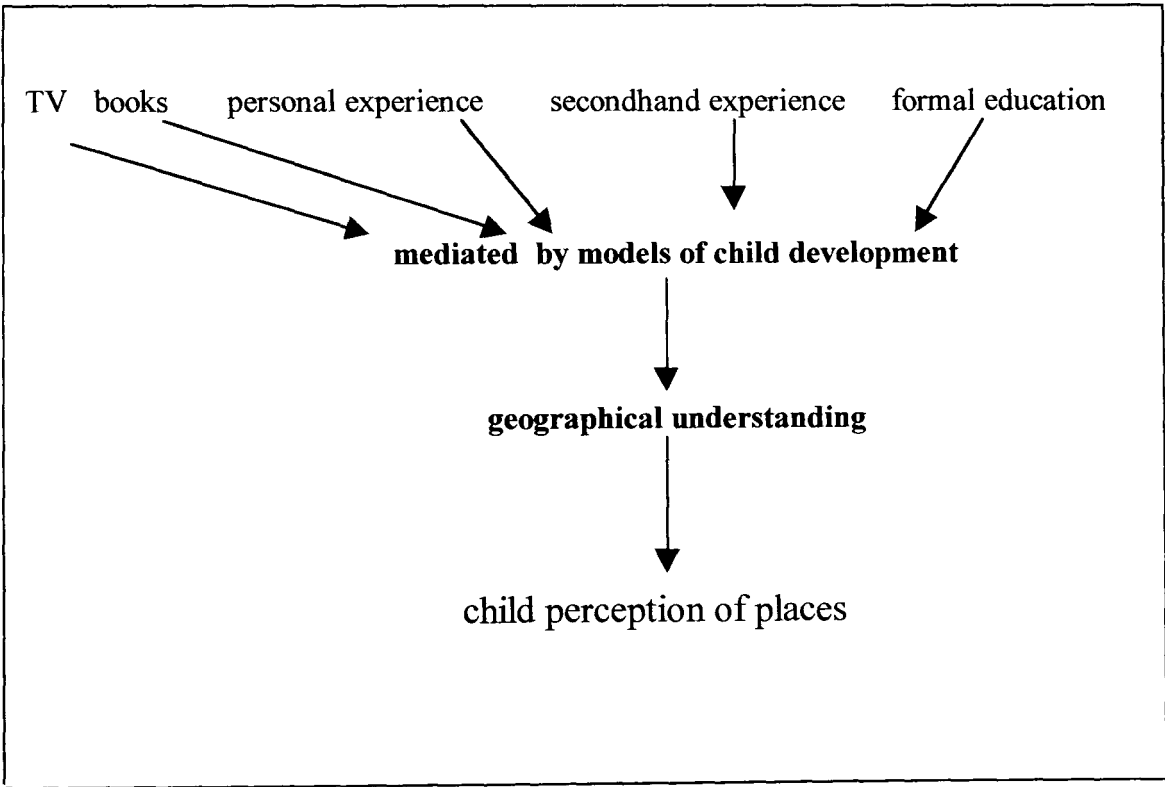 TV books personal experience secondhand experience formal education
mediated by models of child development
geographical understanding
child perception of places